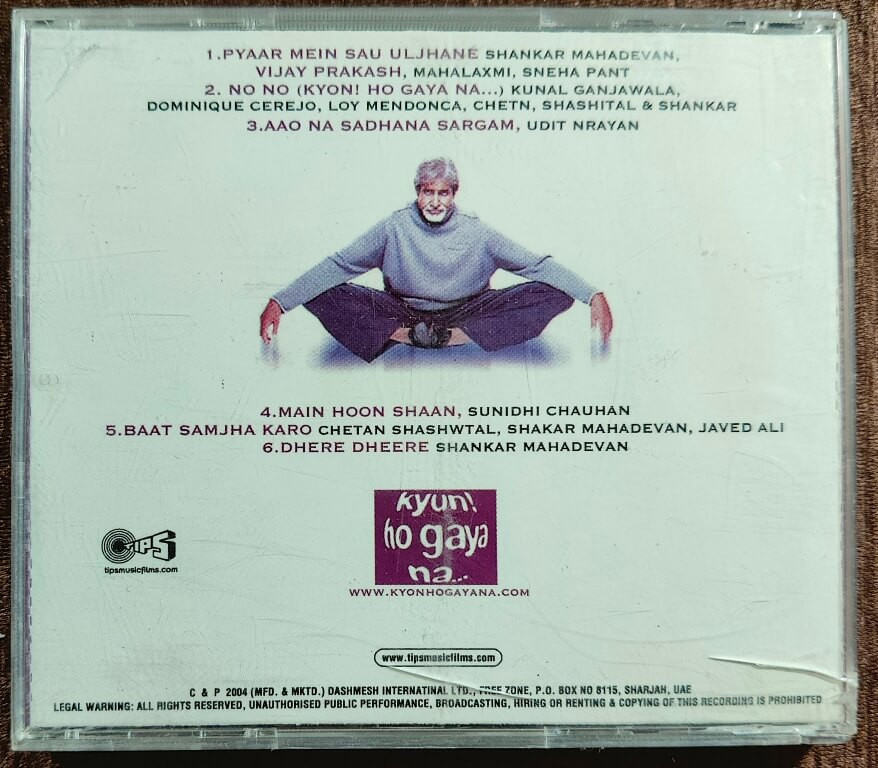 1.PYAAR MEIN SAU ULJHANE SHANKAR MAHADEVAN,
VIJAY PRAKASH, MAHALAXMI, SNEHA PANT
2. NO NO (KYON! HO GAYA NA...) KUNAL GANJAWALA,
DOMINIQUE CEREJO, LOY MENDONCA, CHETN, SHASHITAL & SHANKAR
3.AAO NA SADHANA SARGAM, UDIT NRAYAN
4.MAIN HOON SHAAN, SUNIDHI CHAUHAN
5.BAAT SAMJHA KARO CHETAN SHASHWTAL, SHAKAR MAHADEVAN, JAVED ALI
6.DHERE DHEERE SHANKAR MAHADEVAN
kyun!
ho gaya
na...
TIPS
tipsmusicfilms.com
WWW.KYONHOGAYANA.COM
www.tipsmusicfilms.com
C & P 2004 (MFD. & MKTD.) DASHMESH INTERNATINAL LTD., FREE ZONE, P.O. BOX NO 8115, SHARJAH, UAE
LEGAL WARNING: ALL RIGHTS RESERVED, UNAUTHORISED PUBLIC PERFORMANCE, BROADCASTING, HIRING OR RENTING & COPYING OF THIS RECORDING IS PROHIBITED